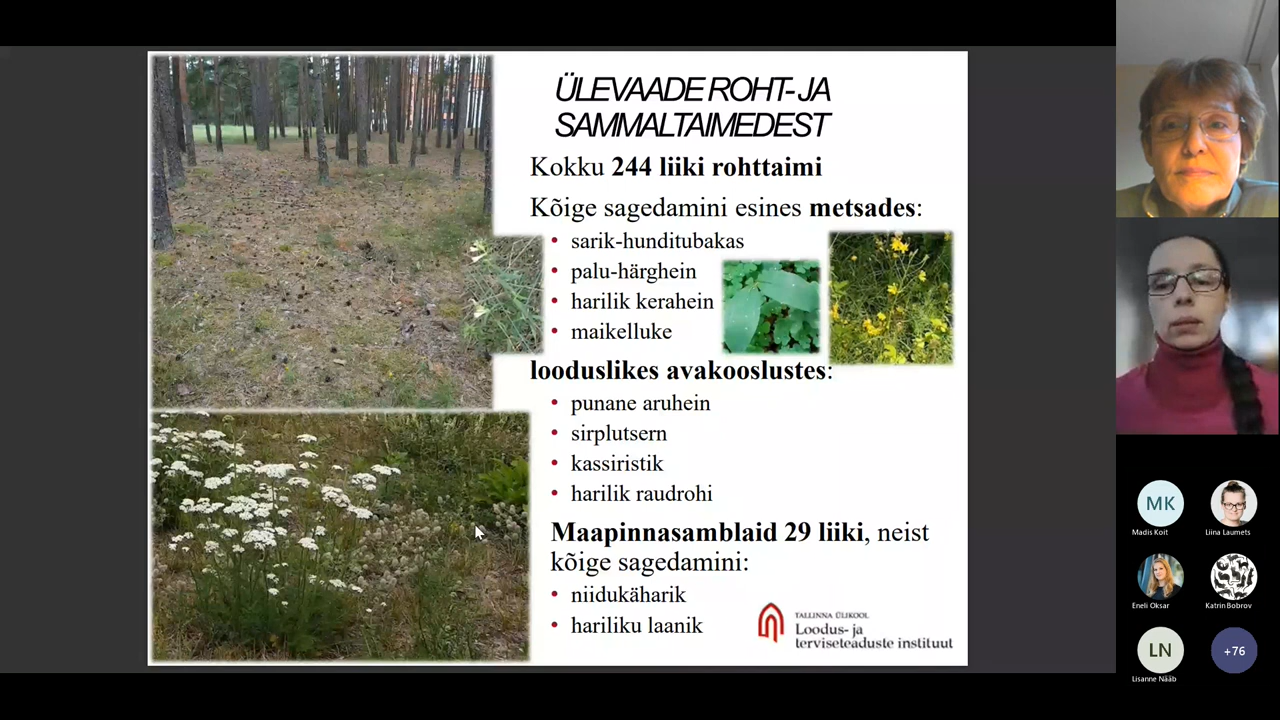 ÜLEVAADE ROHT- JA
SAMMALTAIMEDEST
Kokku 244 liiki rohttaimi
Kõige sagedamini esines metsades:
• sarik-hunditubakas
• palu-härghein
• harilik kerahein
• maikelluke
looduslikes avakooslustes:
• punane aruhein
• sirplutsern
• kassiristik
• harilik raudrohi
Maapinnasamblaid 29 liiki, neist
kõige sagedamini:
• niidukäharik
• hariliku laanik
TALLINNA ÜLIKOOL
Loodus- ja
terviseteaduste instituut
MK
Madis Koit
Liina Laumets
Eneli Oksar
Katrin Bobrov
LN
Lisanne Nääb
+76